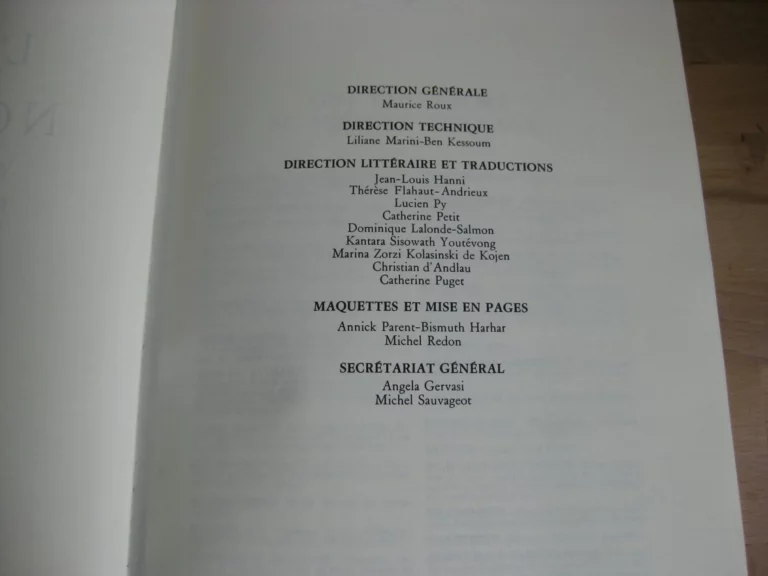 DIRECTION GÉNÉRALE
Maurice Roux
DIRECTION TECHNIQUE
Liliane Marini-Ben Kessoum
DIRECTION LITTÉRAIRE ET TRADUCTIONS
Jean-Louis Hanni
Thérèse Flahaut-Andrieux
Lucien Py
Catherine Petit
Dominique Lalonde-Salmon
Kantara Sisowath Youtévong
Marina Zorzi Kolasinski de Kojen
Christian d'Andlau
Catherine Puget
MAQUETTES ET MISE EN PAGES
Annick Parent-Bismuth Harhar
Michel Redon
SECRÉTARIAT GÉNÉRAL
Angela Gervasi
Michel Sauvageot